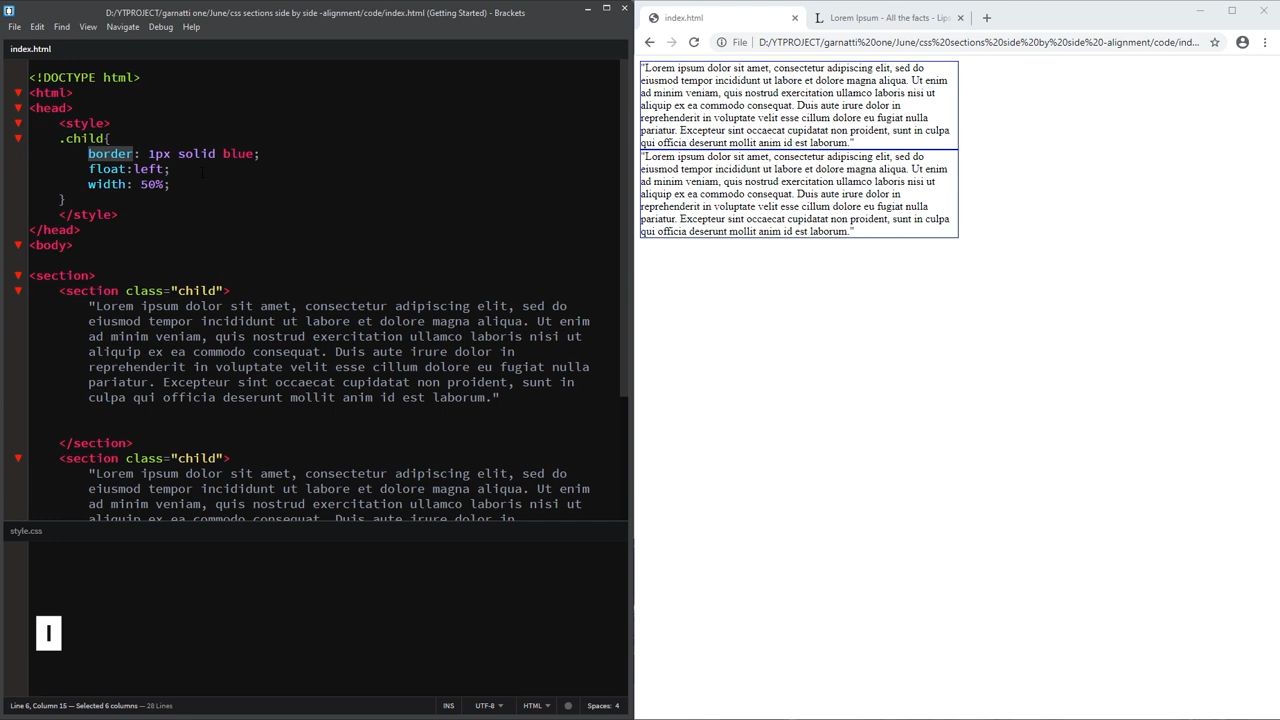 D:/YTPROJECT/garnatti one/June/css sections side by side -alignment/code/index.html (Getting Started) - Brackets
File Edit Find View Navigate Debug Help
index.html
<!DOCTYPE html>
<html>
<head>
<style>
.child{
border: 1px solid blue;
float:left;
width: 50%;
}
</style>
</head>
<body>
<section>
<section class="child">
"Lorem ipsum dolor sit amet, consectetur adipiscing elit, sed do
eiusmod tempor incididunt ut labore et dolore magna aliqua. Ut enim
ad minim veniam, quis nostrud exercitation ullamco laboris nisi ut
aliquip ex ea commodo consequat. Duis aute irure dolor in
reprehenderit in voluptate velit esse cillum dolore eu fugiat nulla
pariatur. Excepteur sint occaecat cupidatat non proident, sunt in
culpa qui officia deserunt mollit anim id est laborum."
</section>
<section class="child">
"Lorem ipsum dolor sit amet, consectetur adipiscing elit, sed do
eiusmod tempor incididunt ut labore et dolore magna aliqua. Ut enim
ad minim veniam, quis nostrud exercitation ullamco laboris nisi ut
aliquip ex ea commodo consequat. Duis aute irure dolor in
style.css
I
Line 6, Column 15 — Selected 6 columns — 28 Lines
INS UTF-8 HTML Spaces: 4
index.html
Lorem Ipsum - All the facts - Lips
File D:/YTPROJECT/garnatti%20one/June/css%20sections%20side%20by%20side%20-alignment/code/ind...
"Lorem ipsum dolor sit amet, consectetur adipiscing elit, sed do
eiusmod tempor incididunt ut labore et dolore magna aliqua. Ut enim
ad minim veniam, quis nostrud exercitation ullamco laboris nisi ut
aliquip ex ea commodo consequat. Duis aute irure dolor in
reprehenderit in voluptate velit esse cillum dolore eu fugiat nulla
pariatur. Excepteur sint occaecat cupidatat non proident, sunt in culpa
qui officia deserunt mollit anim id est laborum."
"Lorem ipsum dolor sit amet, consectetur adipiscing elit, sed do
eiusmod tempor incididunt ut labore et dolore magna aliqua. Ut enim
ad minim veniam, quis nostrud exercitation ullamco laboris nisi ut
aliquip ex ea commodo consequat. Duis aute irure dolor in
reprehenderit in voluptate velit esse cillum dolore eu fugiat nulla
pariatur. Excepteur sint occaecat cupidatat non proident, sunt in culpa
qui officia deserunt mollit anim id est laborum."